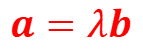 a = λb